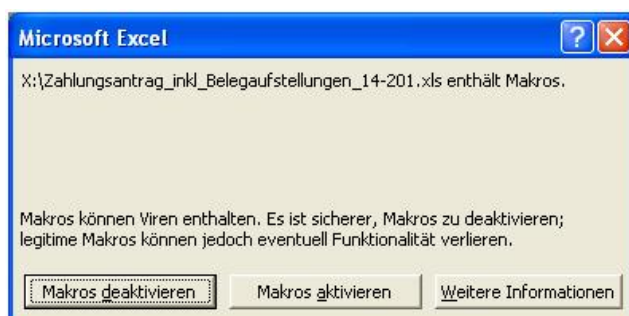 Microsoft Excel
X:\Zahlungsantrag_inkl_Belegaufstellungen_14-201.xls enthält Makros.
Makros können Viren enthalten. Es ist sicherer, Makros zu deaktivieren;
legitime Makros können jedoch eventuell Funktionalität verlieren.
Makros deaktivieren Makros aktivieren Weitere Informationen